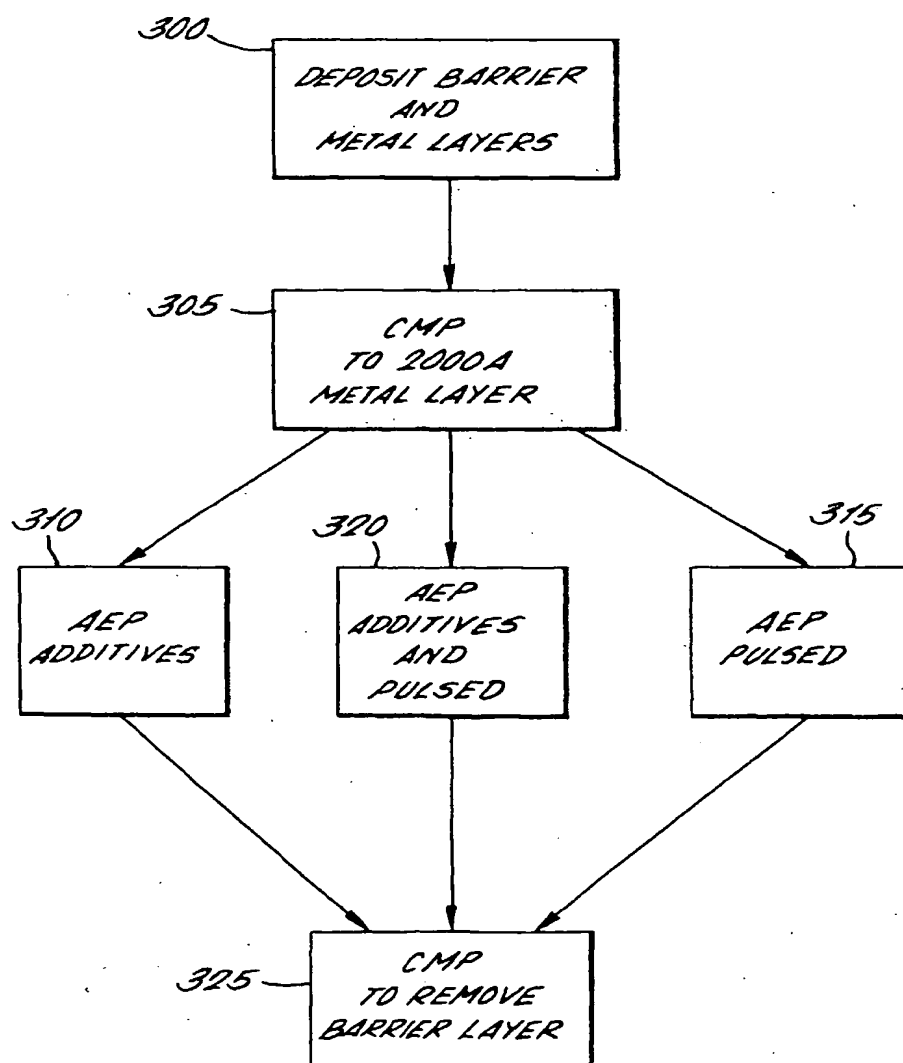 300
DEPOSIT BARRIER
AND
METAL LAYERS
305
CMP
TO 2000A
METAL LAYER
310
AEP
ADDITIVES
320
AEP
ADDITIVES
AND
PULSED
315
AEP
PULSED
325
CMP
TO REMOVE
BARRIER LAYER